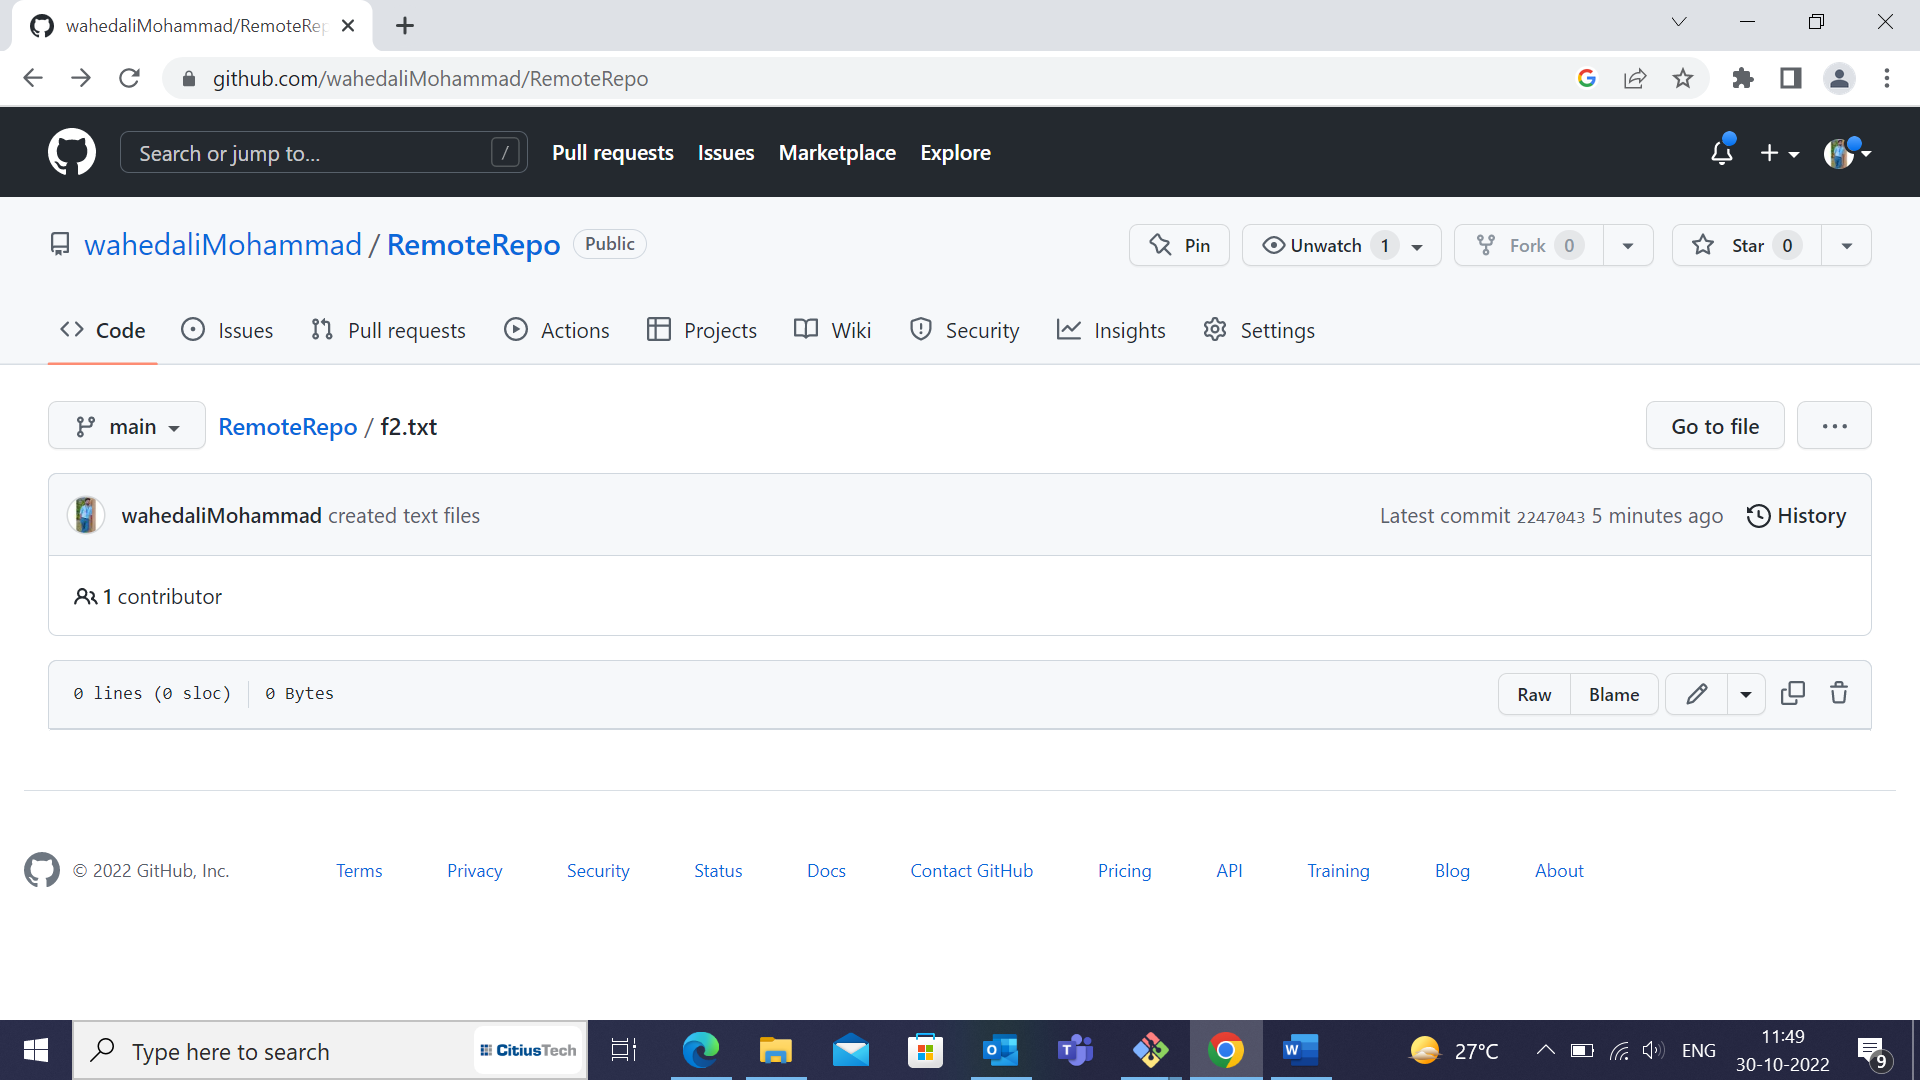 wahedaliMohammad/RemoteRep
github.com/wahedaliMohammad/RemoteRepo
Search or jump to... /
Pull requests Issues Marketplace Explore
wahedaliMohammad / RemoteRepo Public
Pin Unwatch 1 Fork 0 Star 0
Code Issues Pull requests Actions Projects Wiki Security Insights Settings
main RemoteRepo / f2.txt Go to file
wahedaliMohammad created text files Latest commit 2247043 5 minutes ago History
1 contributor
0 lines (0 sloc) 0 Bytes Raw Blame
© 2022 GitHub, Inc. Terms Privacy Security Status Docs Contact GitHub Pricing API Training Blog About
Type here to search CitiusTech 27°C ENG 11:49
30-10-2022 9